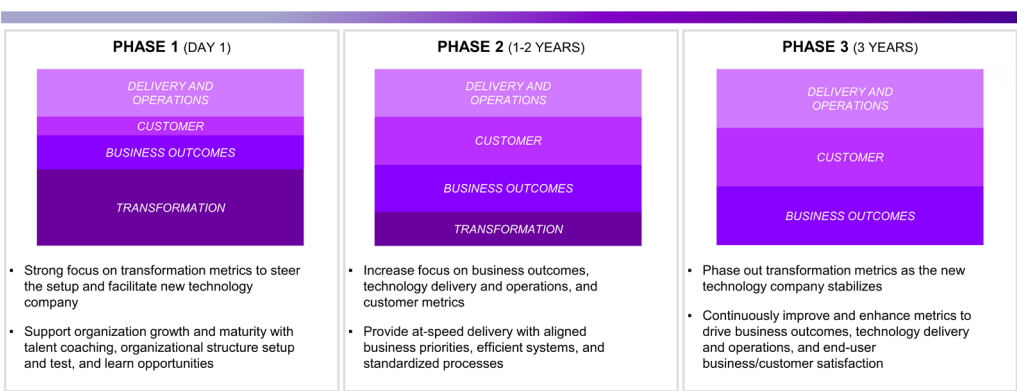 PHASE 1 (DAY 1)
DELIVERY AND
OPERATIONS
CUSTOMER
BUSINESS OUTCOMES
TRANSFORMATION
▪ Strong focus on transformation metrics to steer
the setup and facilitate new technology
company
▪ Support organization growth and maturity with
talent coaching, organizational structure setup
and test, and learn opportunities
PHASE 2 (1-2 YEARS)
DELIVERY AND
OPERATIONS
CUSTOMER
BUSINESS OUTCOMES
TRANSFORMATION
▪ Increase focus on business outcomes,
technology delivery and operations, and
customer metrics
▪ Provide at-speed delivery with aligned
business priorities, efficient systems, and
standardized processes
PHASE 3 (3 YEARS)
DELIVERY AND
OPERATIONS
CUSTOMER
BUSINESS OUTCOMES
▪ Phase out transformation metrics as the new
technology company stabilizes
▪ Continuously improve and enhance metrics to
drive business outcomes, technology delivery
and operations, and end-user
business/customer satisfaction